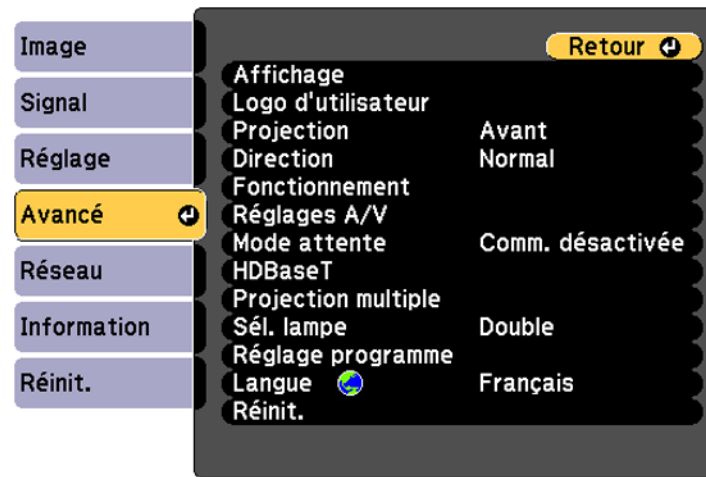 Image
Signal
Réglage
Avancé
Réseau
Information
Réinit.
Retour
Affichage
Logo d'utilisateur
Projection Avant
Direction Normal
Fonctionnement
Réglages A/V
Mode attente Comm. désactivée
HDBaseT
Projection multiple
Sél. lampe Double
Réglage programme
Langue Français
Réinit.